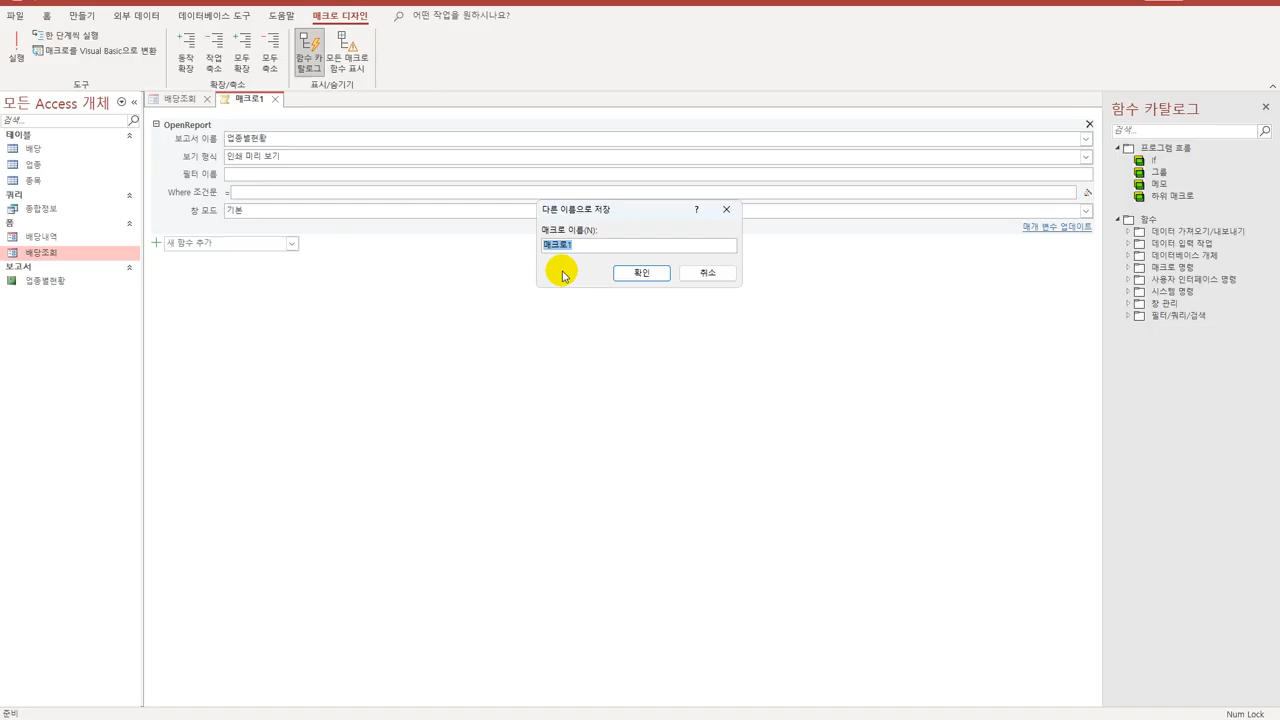 파일 홈 만들기 외부 데이터 데이터베이스 도구 도움말 매크로 디자인 어떤 작업을 원하시나요?
실행
한 단계씩 실행
매크로를 Visual Basic으로 변환
도구
동작 확장
작업 축소
모두 확장
모두 축소
확장/축소
함수 카탈로그
모든 매크로 함수 표시
표시/숨기기
모든 Access 개체
검색...
테이블
배당
업종
종목
쿼리
종합정보
폼
배당내역
배당조회
보고서
업종별현황
배당조회 매크로1
OpenReport
보고서 이름 업종별현황
보기 형식 인쇄 미리 보기
필터 이름
Where 조건문 =
창 모드 기본
매개 변수 업데이트
새 함수 추가
다른 이름으로 저장 ?
매크로 이름(N):
매크로1
확인 취소
함수 카탈로그
검색...
프로그램 흐름
If
그룹
메모
하위 매크로
함수
데이터 가져오기/내보내기
데이터 입력 작업
데이터베이스 개체
매크로 명령
사용자 인터페이스 명령
시스템 명령
창 관리
필터/쿼리/검색
준비
Num Lock